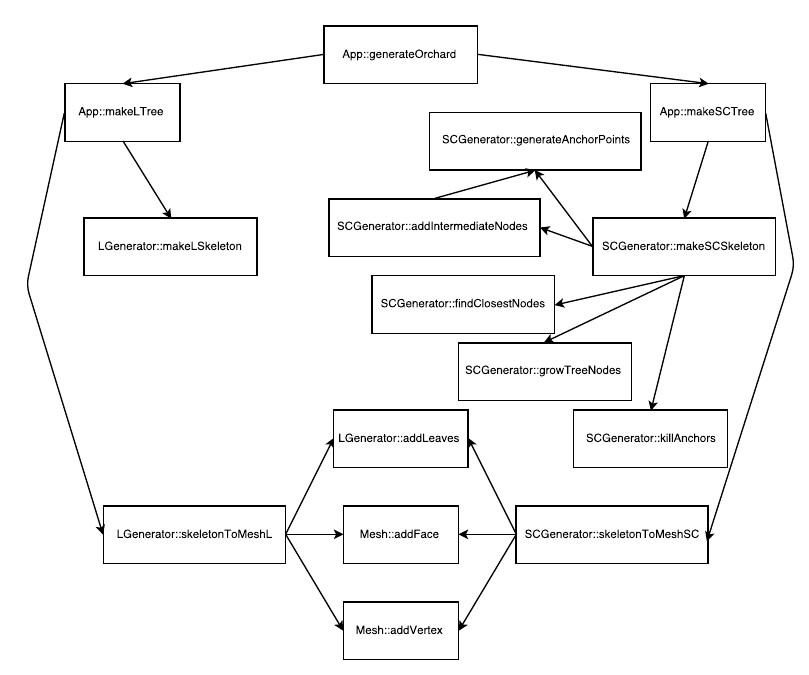 App::generateOrchard
App::makeLTree
App::makeSCTree
SCGenerator::generateAnchorPoints
SCGenerator::addIntermediateNodes
LGenerator::makeLSkeleton
SCGenerator::makeSCSkeleton
SCGenerator::findClosestNodes
SCGenerator::growTreeNodes
LGenerator::addLeaves
SCGenerator::killAnchors
LGenerator::skeletonToMeshL
Mesh::addFace
SCGenerator::skeletonToMeshSC
Mesh::addVertex